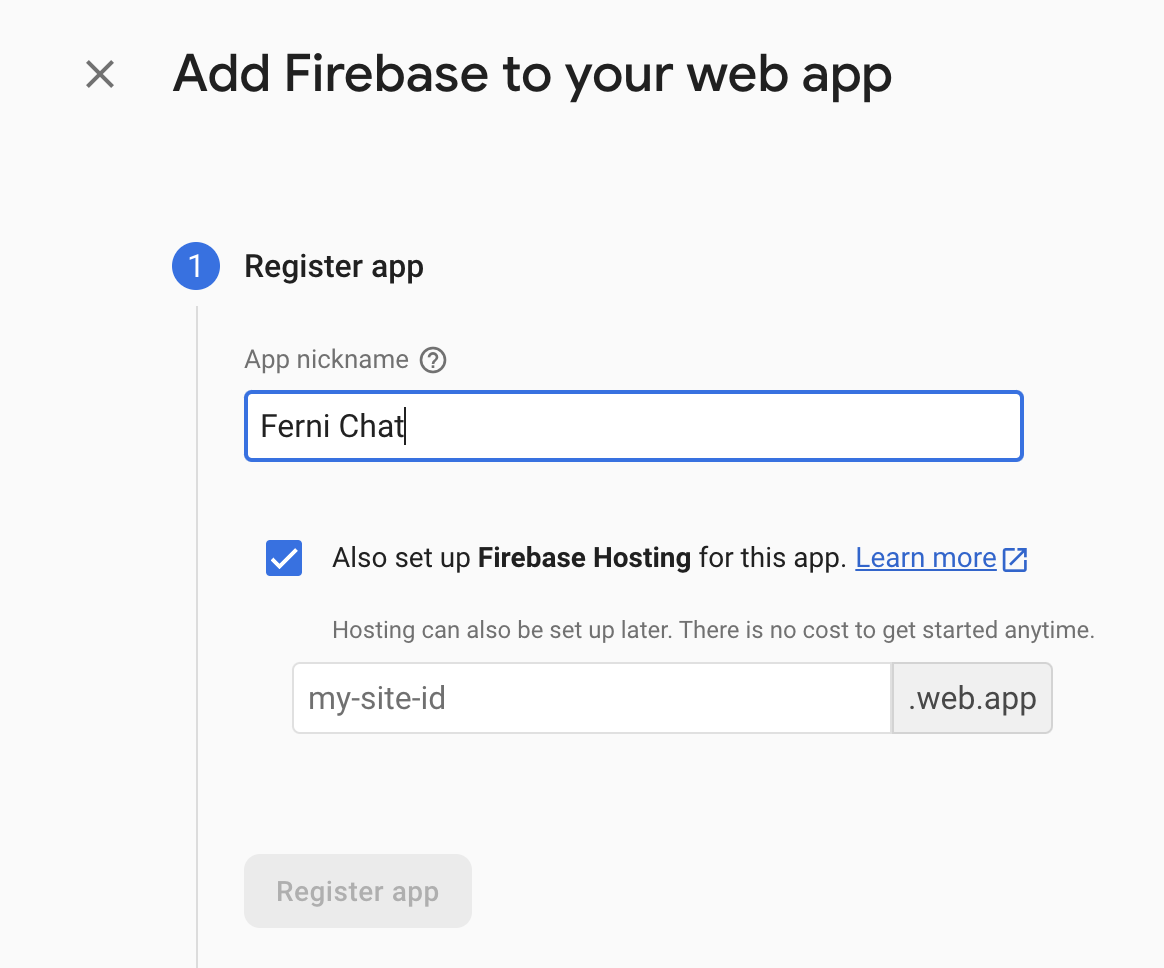 Add Firebase to your web app
1 Register app
App nickname ?
Ferni Chat
Also set up Firebase Hosting for this app. Learn more
Hosting can also be set up later. There is no cost to get started anytime.
my-site-id .web.app
Register app